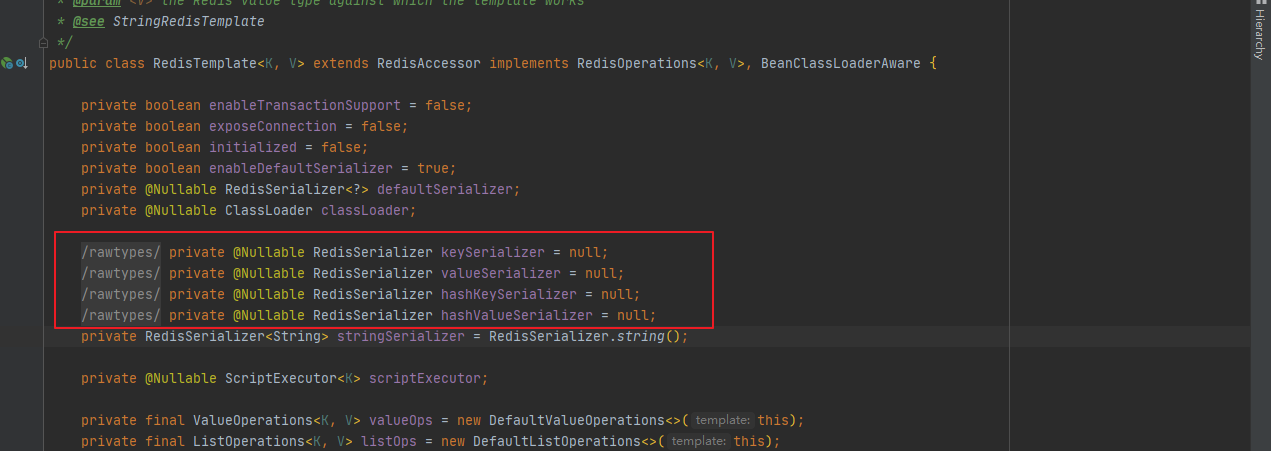 * @param <V> the Redis value type against which the template works
* @see StringRedisTemplate
*/
public class RedisTemplate<K, V> extends RedisAccessor implements RedisOperations<K, V>, BeanClassLoaderAware {
private boolean enableTransactionSupport = false;
private boolean exposeConnection = false;
private boolean initialized = false;
private boolean enableDefaultSerializer = true;
private @Nullable RedisSerializer<?> defaultSerializer;
private @Nullable ClassLoader classLoader;
/rawtypes/ private @Nullable RedisSerializer keySerializer = null;
/rawtypes/ private @Nullable RedisSerializer valueSerializer = null;
/rawtypes/ private @Nullable RedisSerializer hashKeySerializer = null;
/rawtypes/ private @Nullable RedisSerializer hashValueSerializer = null;
private RedisSerializer<String> stringSerializer = RedisSerializer.string();
private @Nullable ScriptExecutor<K> scriptExecutor;
private final ValueOperations<K, V> valueOps = new DefaultValueOperations<>( template: this);
private final ListOperations<K, V> listOps = new DefaultListOperations<>( template: this);
Hierarchy